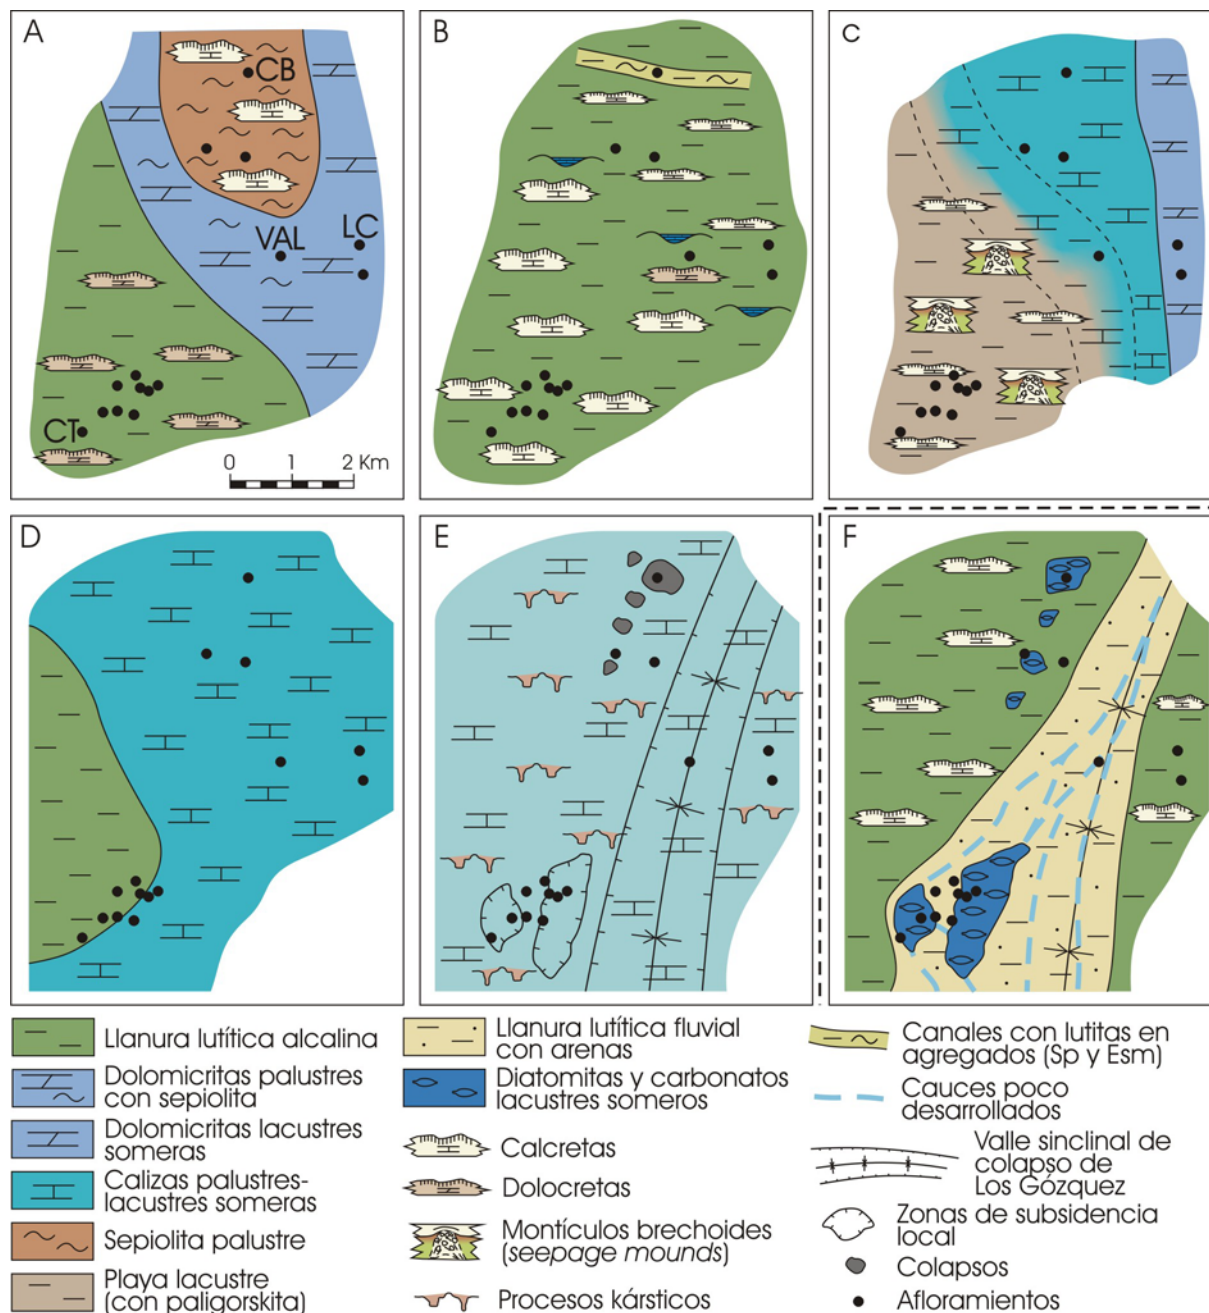 A
CB
VAL
LC
CT
0 1 2 Km
B
C
D
E
F
Llanura lutítica alcalina
Dolomicritas palustres
con sepiolita
Dolomicritas lacustres
someras
Calizas palustres-
lacustres someras
Sepiolita palustre
Playa lacustre
(con paligorskita)
Llanura lutítica fluvial
con arenas
Diatomitas y carbonatos
lacustres someros
Calcretas
Dolocretas
Montículos brechoides
(seepage mounds)
Procesos kársticos
Canales con lutitas en
agregados (Sp y Esm)
Cauces poco
desarrollados
Valle sinclinal de
colapso de
Los Gózquez
Zonas de subsidencia
local
Colapsos
Afloramientos